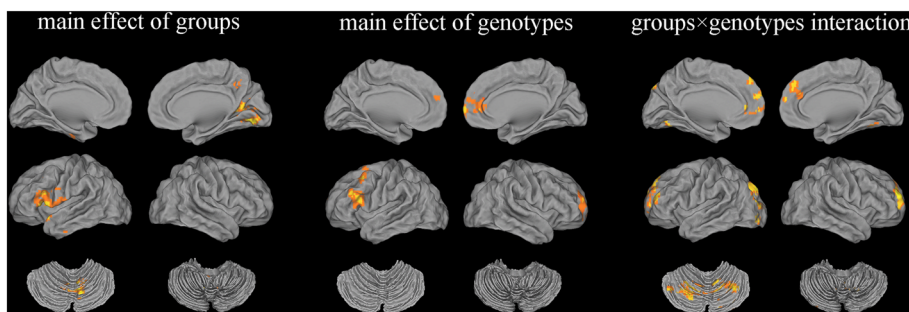 main effect of groups
main effect of genotypes
groups×genotypes interaction